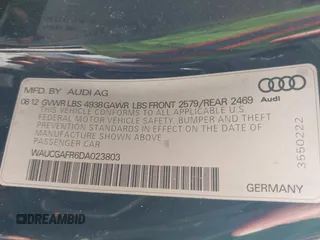 MFD. BY AUDI AG
08.12 GVWR LBS 4938 GAWR LBS FRONT 2579/REAR 2469
THIS VEHICLE CONFORMS TO ALL APPLICABLE U.S.
FEDERAL MOTOR VEHICLE SAFETY, BUMPER AND THEFT
PREVENTION STANDARDS IN EFFECT ON THE DATE OF
MANUFACTURE SHOWN ABOVE.
PASSENGER CAR
WAUCGAFR6DA023803
Audi
3550222
GERMANY
DREAMBID